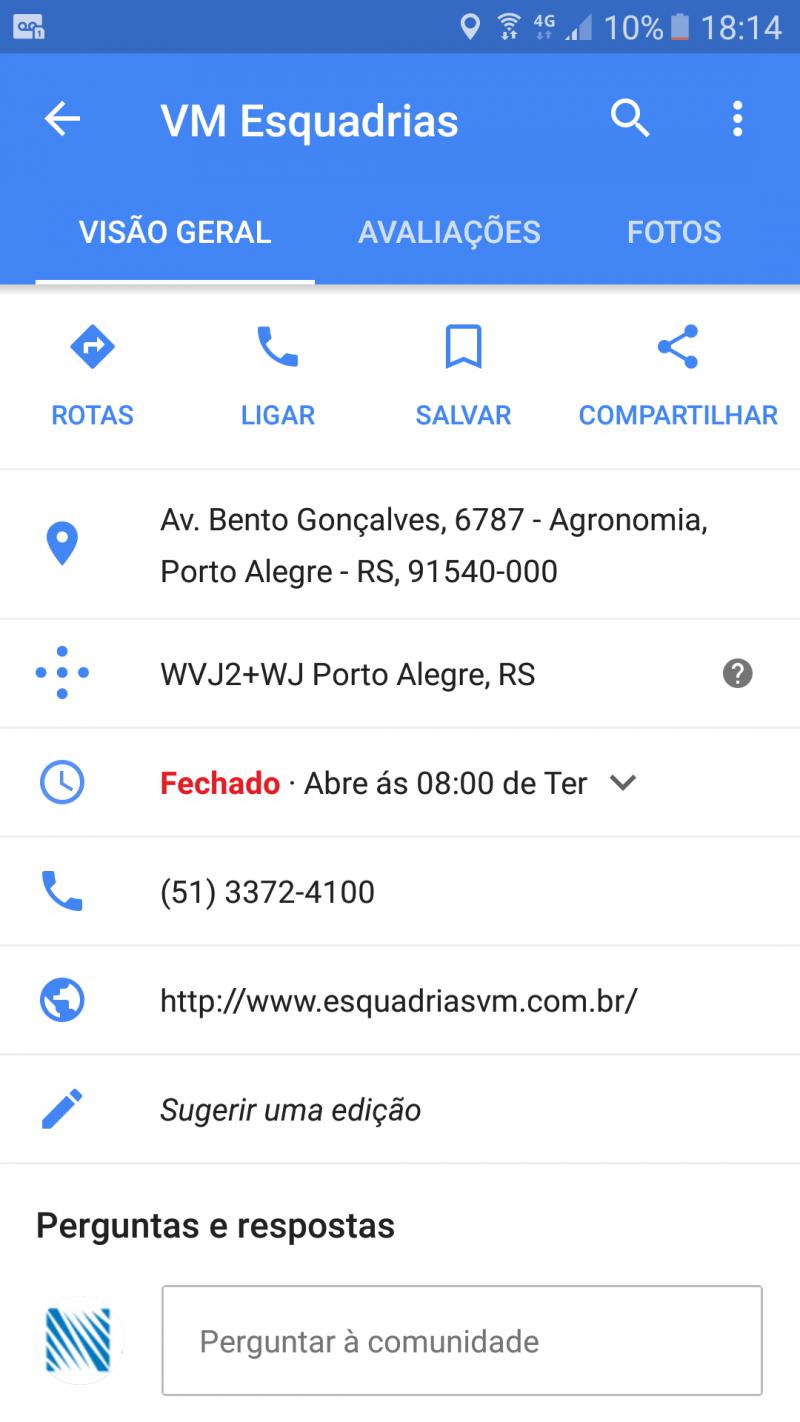 4G 10% 18:14
VM Esquadrias
VISÃO GERAL AVALIAÇÕES FOTOS
ROTAS LIGAR SALVAR COMPARTILHAR
Av. Bento Gonçalves, 6787 - Agronomia,
Porto Alegre - RS, 91540-000
WVJ2+WJ Porto Alegre, RS
Fechado · Abre ás 08:00 de Ter
(51) 3372-4100
http://www.esquadriasvm.com.br/
Sugerir uma edição
Perguntas e respostas
Perguntar à comunidade